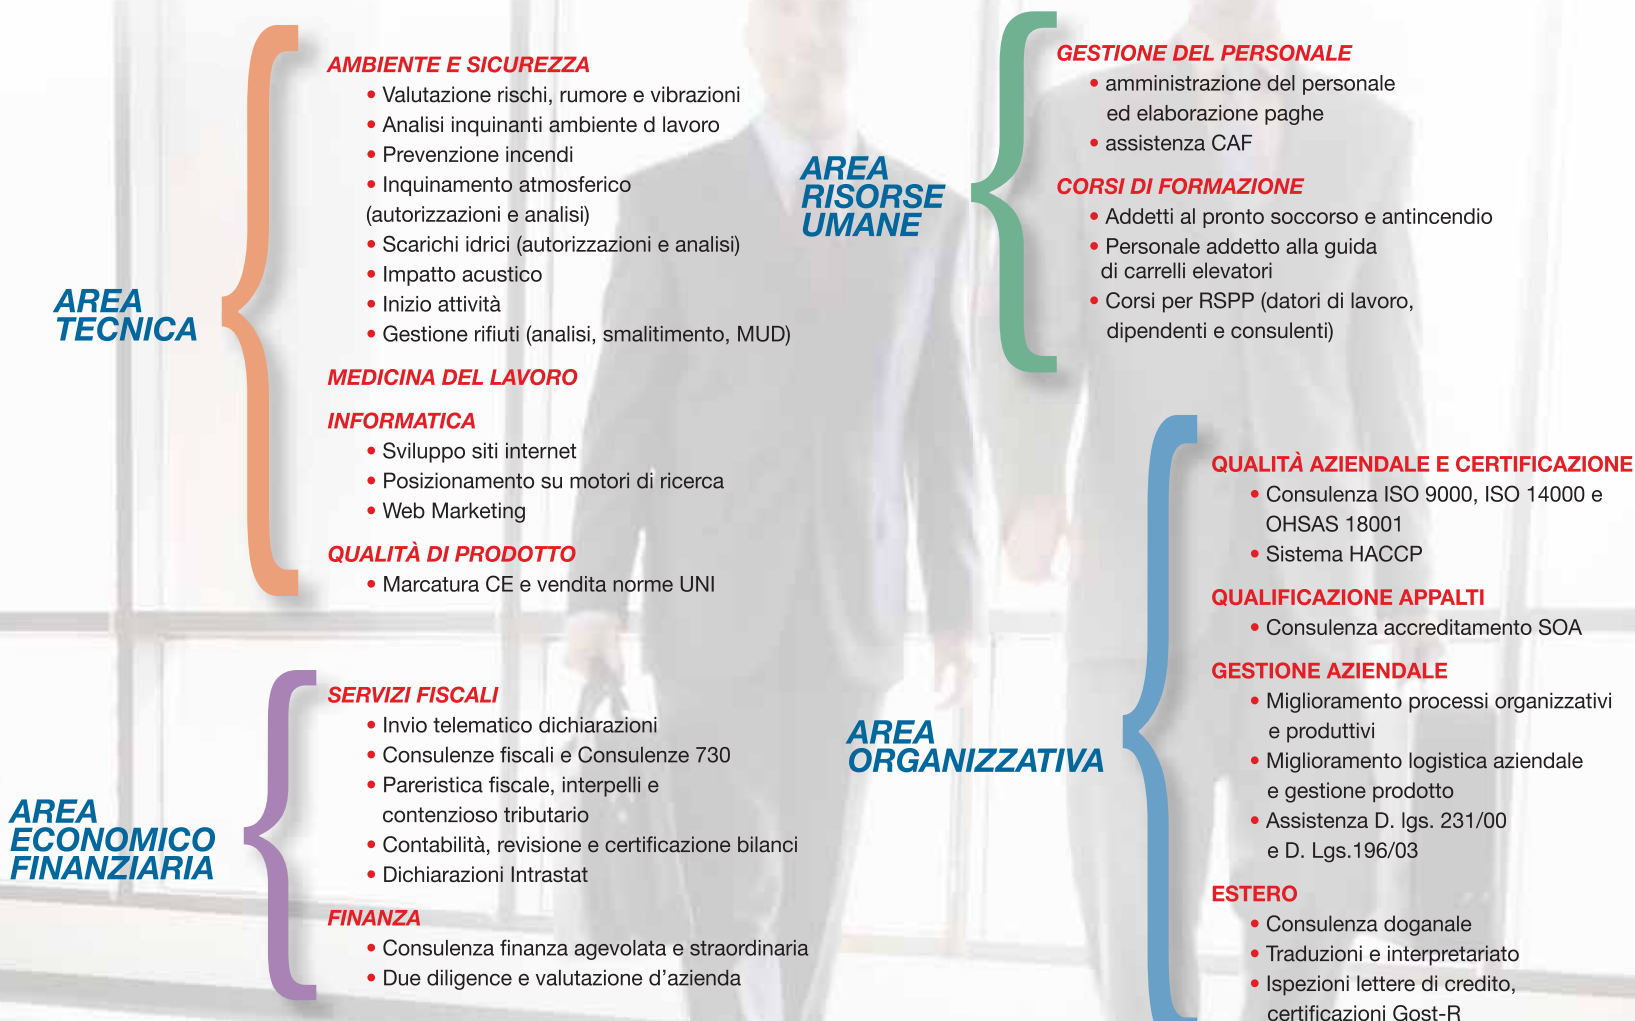 AREA
TECNICA
AMBIENTE E SICUREZZA
• Valutazione rischi, rumore e vibrazioni
• Analisi inquinanti ambiente d lavoro
• Prevenzione incendi
• Inquinamento atmosferico
(autorizzazioni e analisi)
• Scarichi idrici (autorizzazioni e analisi)
• Impatto acustico
• Inizio attività
• Gestione rifiuti (analisi, smalitimento, MUD)
MEDICINA DEL LAVORO
INFORMATICA
• Sviluppo siti internet
• Posizionamento su motori di ricerca
• Web Marketing
QUALITÀ DI PRODOTTO
• Marcatura CE e vendita norme UNI
AREA
ECONOMICO
FINANZIARIA
SERVIZI FISCALI
• Invio telematico dichiarazioni
• Consulenze fiscali e Consulenze 730
• Pareristica fiscale, interpelli e
contenzioso tributario
• Contabilità, revisione e certificazione bilanci
• Dichiarazioni Intrastat
FINANZA
• Consulenza finanza agevolata e straordinaria
• Due diligence e valutazione d’azienda
AREA
RISORSE
UMANE
GESTIONE DEL PERSONALE
• amministrazione del personale
ed elaborazione paghe
• assistenza CAF
CORSI DI FORMAZIONE
• Addetti al pronto soccorso e antincendio
• Personale addetto alla guida
di carrelli elevatori
• Corsi per RSPP (datori di lavoro,
dipendenti e consulenti)
AREA
ORGANIZZATIVA
QUALITÀ AZIENDALE E CERTIFICAZIONE
• Consulenza ISO 9000, ISO 14000 e
OHSAS 18001
• Sistema HACCP
QUALIFICAZIONE APPALTI
• Consulenza accreditamento SOA
GESTIONE AZIENDALE
• Miglioramento processi organizzativi
e produttivi
• Miglioramento logistica aziendale
e gestione prodotto
• Assistenza D. lgs. 231/00
e D. Lgs.196/03
ESTERO
• Consulenza doganale
• Traduzioni e interpretariato
• Ispezioni lettere di credito,
certificazioni Gost-R